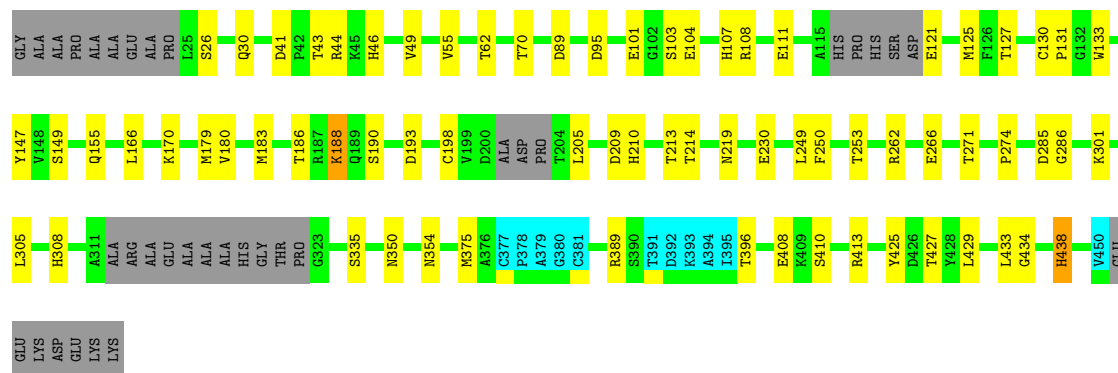 GLY ALA ALA PRO ALA ALA GLU ALA PRO L25 S26 Q30 D41 P42 T43 R44 K45 H46 V49 V55 T62 T70 D89 D95 E101 G102 S103 E104 H107 R108 E111 A115 HIS PRO HIS SER ASP E121 M125 F126 T127 C130 P131 G132 W133
Y147 V148 S149 Q155 L166 K170 M179 V180 M183 T186 R187 K188 Q189 S190 D193 C198 V199 D200 ALA ASP PRO T204 L205 D209 H210 T213 T214 N219 E230 L249 F250 T253 R262 E266 T271 P274 D285 G286 K301
L305 H308 A311 ALA ARG ALA GLU ALA ALA ALA HIS GLY THR PRO G323 S335 N350 N354 M375 A376 C377 P378 A379 G380 C381 R389 S390 T391 D392 K393 A394 I395 T396 E408 K409 S410 R413 Y425 D426 T427 Y428 L429 L433 G434 H438 V450 GLU
GLU LYS ASP GLU LYS LYS